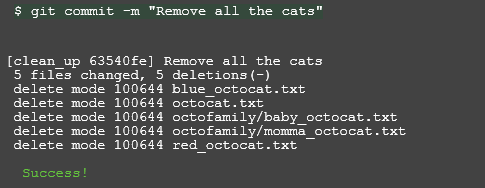 $ git commit -m "Remove all the cats"
[clean_up 63540fe] Remove all the cats
5 files changed, 5 deletions(-)
delete mode 100644 blue_octocat.txt
delete mode 100644 octocat.txt
delete mode 100644 octofamily/baby_octocat.txt
delete mode 100644 octofamily/momma_octocat.txt
delete mode 100644 red_octocat.txt
Success!